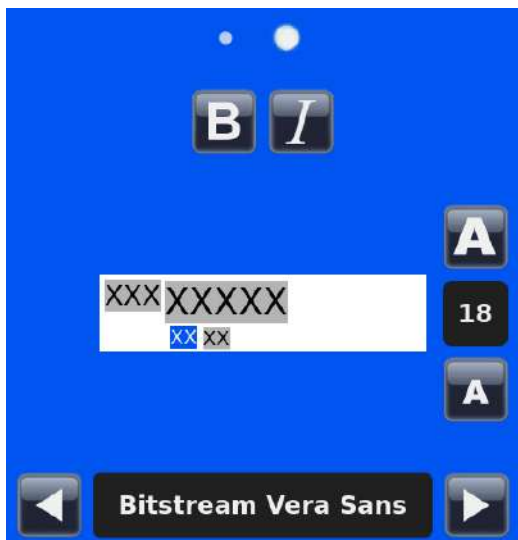 B I
A
XXX XXXXX
18
XX XX
A
Bitstream Vera Sans